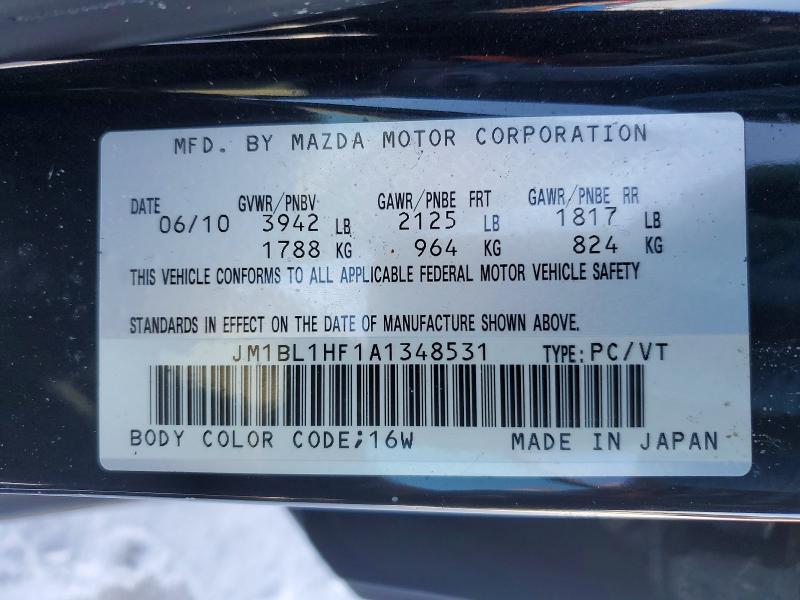 MFD. BY MAZDA MOTOR CORPORATION
DATE GVWR/PNBV GAWR/PNBE FRT GAWR/PNBE RR
06/10 3942 LB 2125 LB 1817 LB
1788 KG 964 KG 824 KG
THIS VEHICLE CONFORMS TO ALL APPLICABLE FEDERAL MOTOR VEHICLE SAFETY
STANDARDS IN EFFECT ON THE DATE OF MANUFACTURE SHOWN ABOVE.
JM1BL1HF1A1348531 TYPE: PC/VT
BODY COLOR CODE;16W MADE IN JAPAN